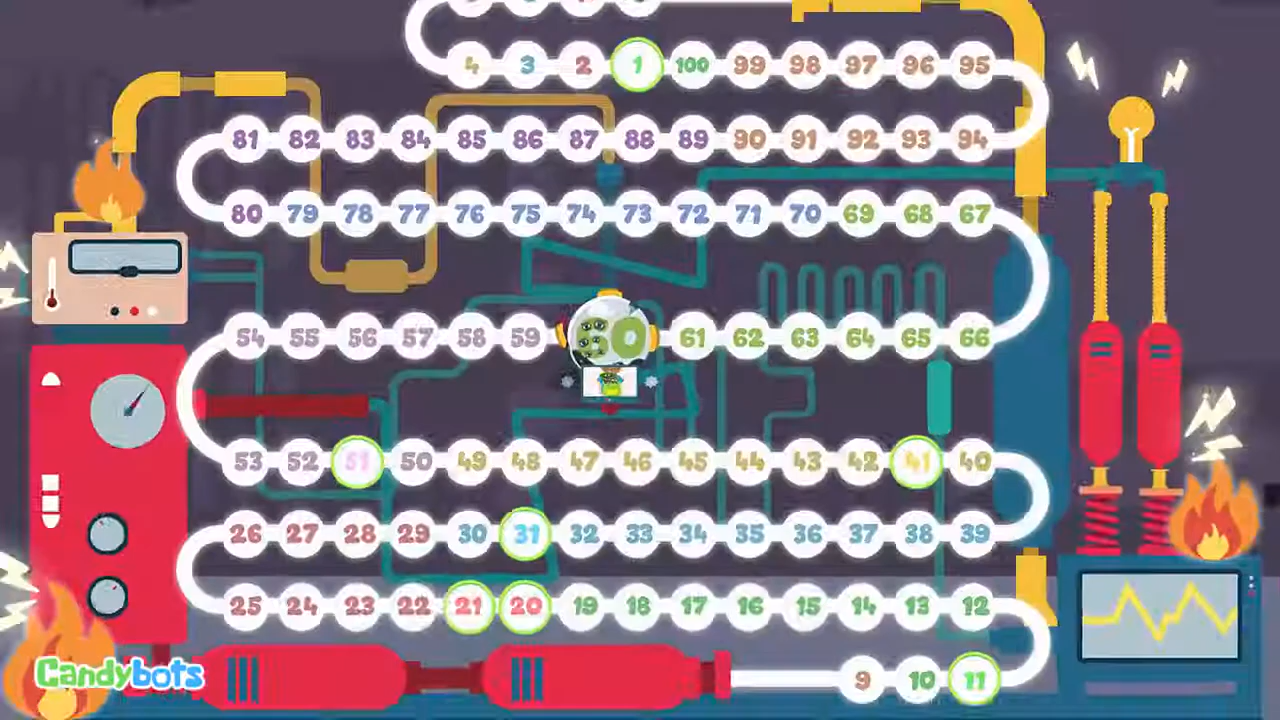 4 3 2 1 100 99 98 97 96 95
81 82 83 84 85 86 87 88 89 90 91 92 93 94
80 79 78 77 76 75 74 73 72 71 70 69 68 67
54 55 56 57 58 59 60 61 62 63 64 65 66
53 52 51 50 49 48 47 46 45 44 43 42 41 40
26 27 28 29 30 31 32 33 34 35 36 37 38 39
25 24 23 22 21 20 19 18 17 16 15 14 13 12
9 10 11
Candybots